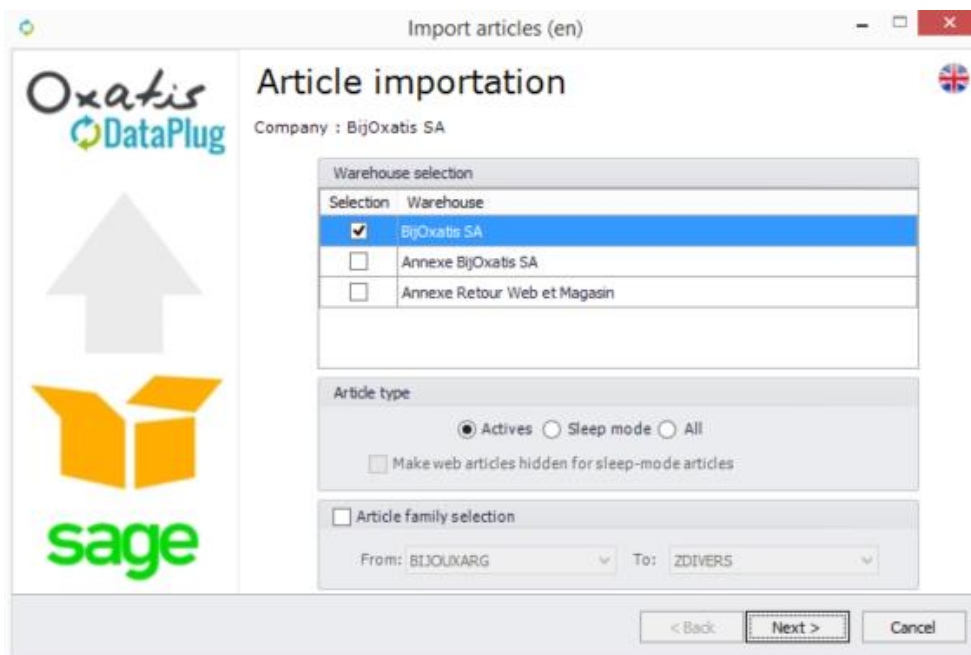 Import articles (en)
Oxatis
DataPlug
Article importation
Company : BijOxatis SA
Warehouse selection
Selection Warehouse
BijOxatis SA
Annexe BijOxatis SA
Annexe Retour Web et Magasin
Article type
Actives Sleep mode All
Make web articles hidden for sleep-mode articles
Article family selection
From: BIJOUXARG To: ZDIVERS
sage
< Back Next > Cancel